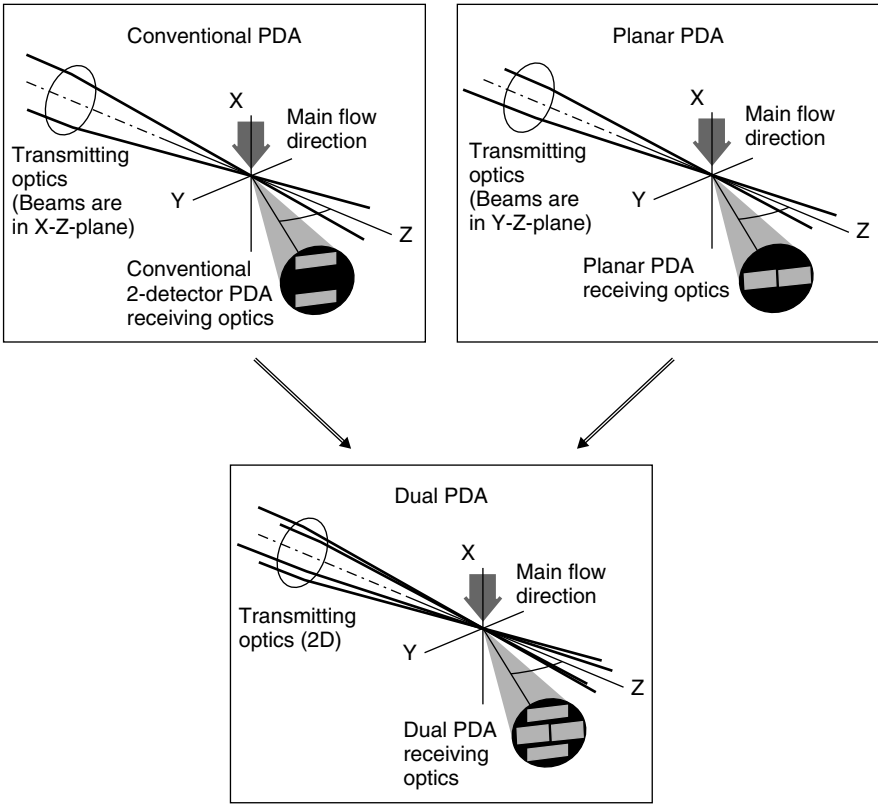 Conventional PDA
X
Main flow
direction
Transmitting
optics
(Beams are
in X-Z-plane)
Y
Z
Conventional
2-detector PDA
receiving optics
Planar PDA
X
Main flow
direction
Transmitting
optics
(Beams are
in Y-Z-plane)
Y
Z
Planar PDA
receiving optics
Dual PDA
X
Main flow
direction
Transmitting
optics (2D)
Y
Z
Dual PDA
receiving
optics